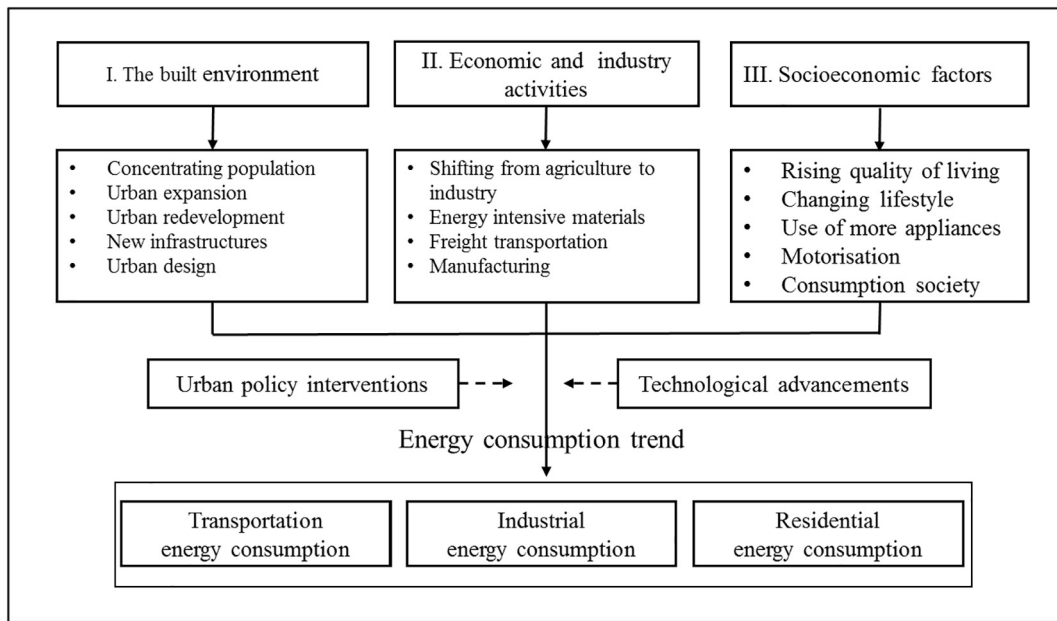 I. The built environment
II. Economic and industry
activities
III. Socioeconomic factors
• Concentrating population
• Urban expansion
• Urban redevelopment
• New infrastructures
• Urban design
• Shifting from agriculture to
industry
• Energy intensive materials
• Freight transportation
• Manufacturing
• Rising quality of living
• Changing lifestyle
• Use of more appliances
• Motorisation
• Consumption society
Urban policy interventions
Technological advancements
Energy consumption trend
Transportation
energy consumption
Industrial
energy consumption
Residential
energy consumption